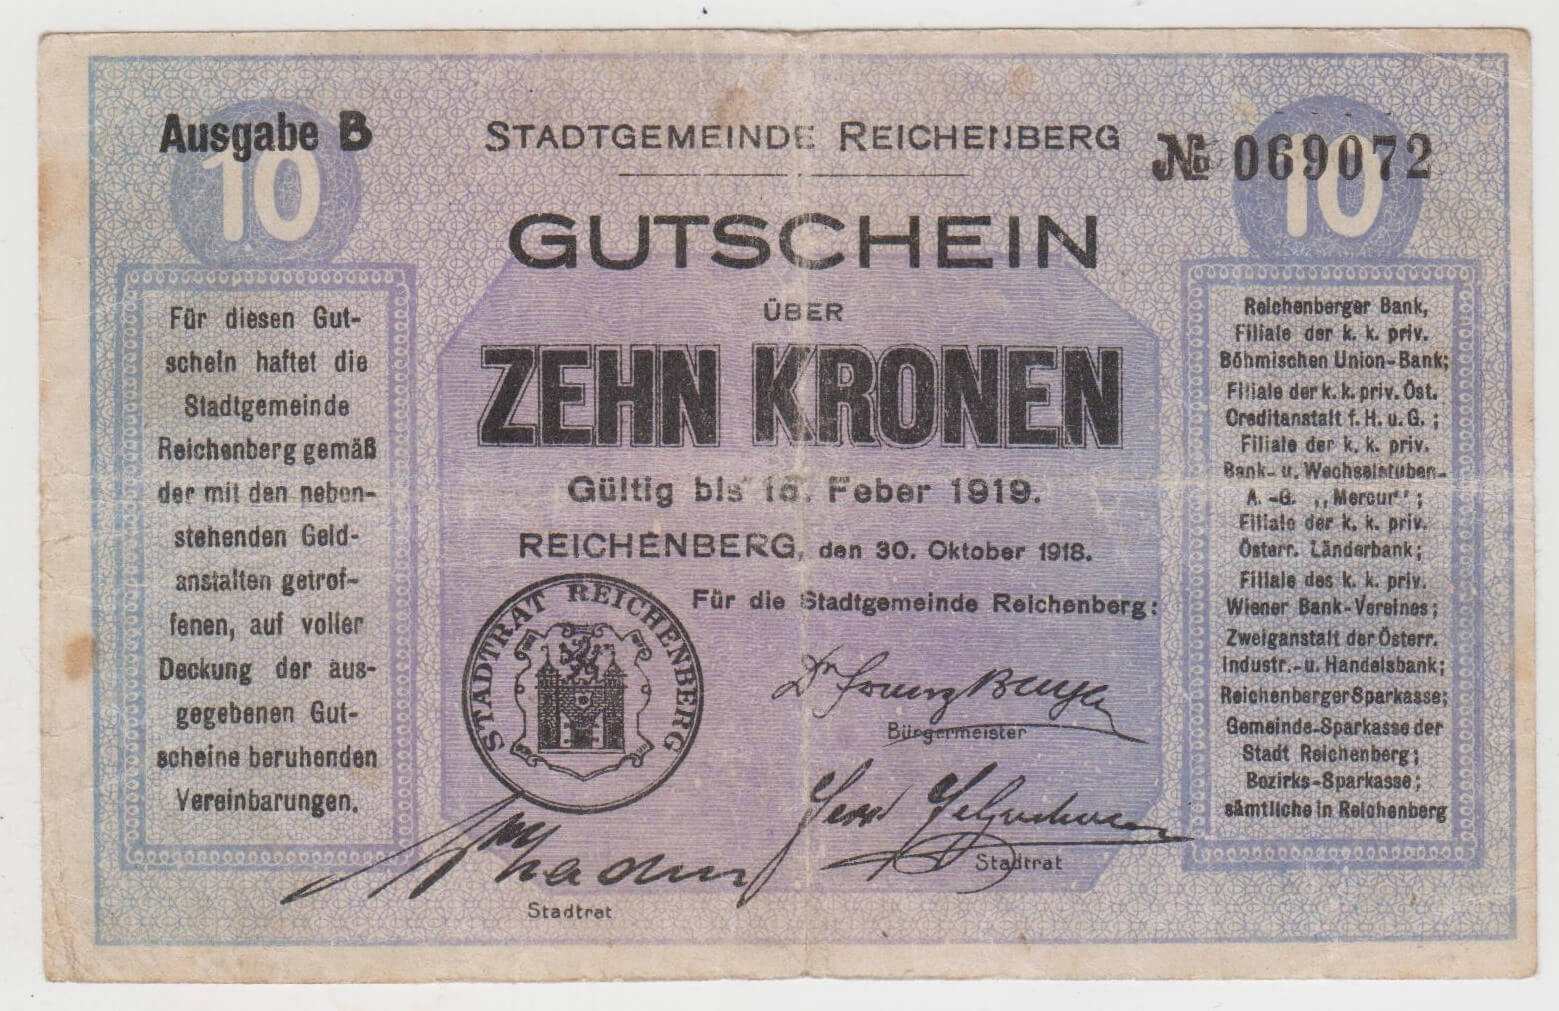 Ausgabe B
10
STADTGEMEINDE REICHENBERG
№ 069072
10
GUTSCHEIN
ÜBER
ZEHN KRONEN
Gültig bis 15. Feber 1919.
REICHENBERG, den 30. Oktober 1918.
Für die Stadtgemeinde Reichenberg:
STADTRAT REICHENBERG
Dr Franz Bayer
Bürgermeister
Stadtrat
Stadtrat
Für diesen Gut-
schein haftet die
Stadtgemeinde
Reichenberg gemäß
der mit den neben-
stehenden Geld-
anstalten getrof-
fenen, auf voller
Deckung der aus-
gegebenen Gut-
scheine beruhenden
Vereinbarungen.
Reichenberger Bank,
Filiale der k. k. priv.
Böhmischen Union-Bank;
Filiale der k. k. priv. Öst.
Creditanstalt f. H. u. G. ;
Filiale der k. k. priv.
Bank- u. Wechselstuben-
A. -G. „Mercur" ;
Filiale der k. k. priv.
Österr. Länderbank;
Filiale des k. k. priv.
Wiener Bank-Vereines;
Zweiganstalt der Österr.
Industr.-u. Handelsbank;
Reichenberger Sparkasse;
Gemeinde-Sparkasse der
Stadt Reichenberg;
Bezirks-Sparkasse;
sämtliche in Reichenberg